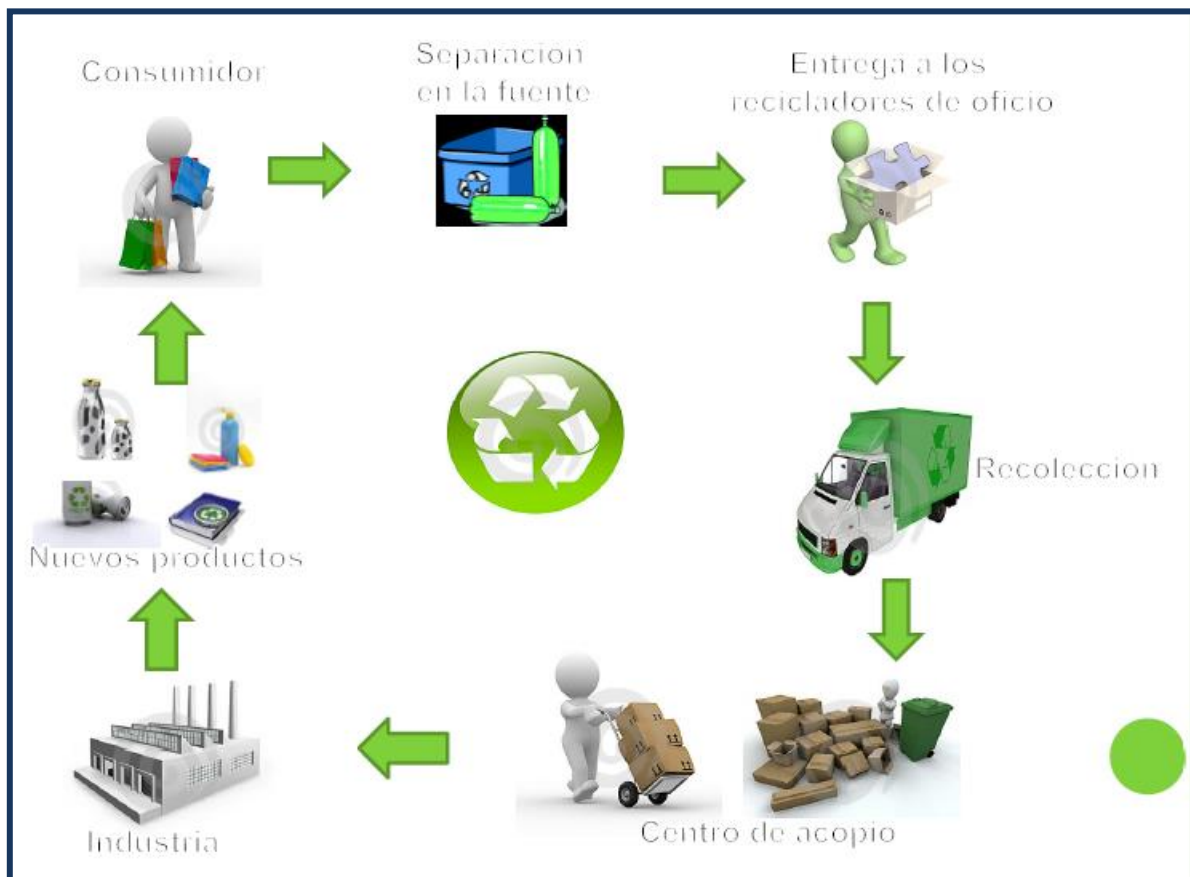 Consumidor
Separacion
en la fuente
Entrega a los
recicladores de oficio
Recoleccion
Centro de acopio
Industria
Nuevos productos